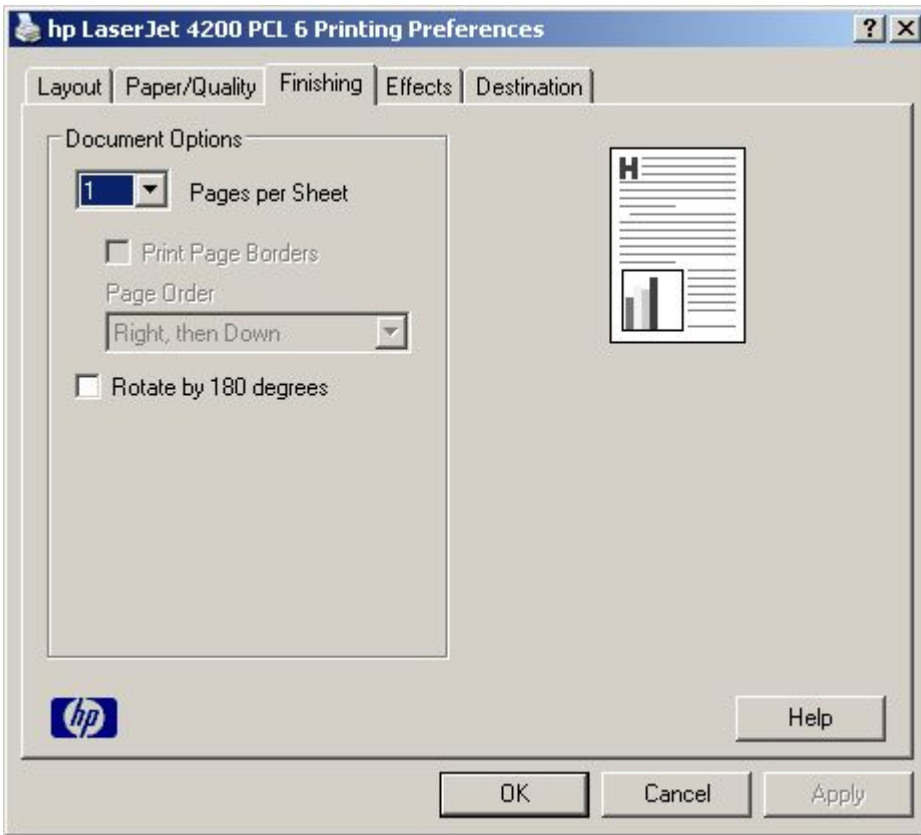 hp LaserJet 4200 PCL 6 Printing Preferences
Layout Paper/Quality Finishing Effects Destination
Document Options
1 Pages per Sheet
Print Page Borders
Page Order
Right, then Down
Rotate by 180 degrees
H
hp
Help
OK Cancel Apply